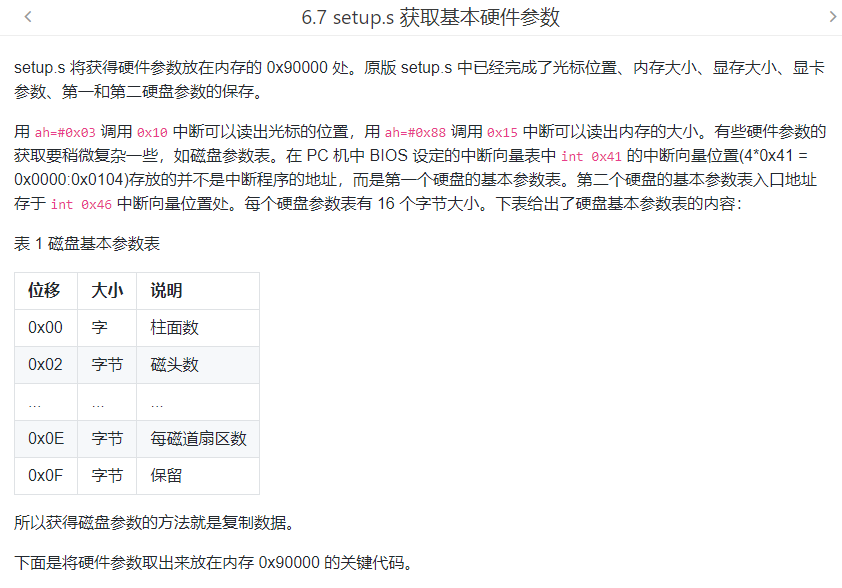 6.7 setup.s 获取基本硬件参数
setup.s 将获得硬件参数放在内存的 0x90000 处。原版 setup.s 中已经完成了光标位置、内存大小、显存大小、显卡
参数、第一和第二硬盘参数的保存。
用 ah=#0x03 调用 0x10 中断可以读出光标的位置，用 ah=#0x88 调用 0x15 中断可以读出内存的大小。有些硬件参数的
获取要稍微复杂一些，如磁盘参数表。在 PC 机中 BIOS 设定的中断向量表中 int 0x41 的中断向量位置(4*0x41 =
0x0000:0x0104)存放的并不是中断程序的地址，而是第一个硬盘的基本参数表。第二个硬盘的基本参数表入口地址
存于 int 0x46 中断向量位置处。每个硬盘参数表有 16 个字节大小。下表给出了硬盘基本参数表的内容：
表 1 磁盘基本参数表
位移 大小 说明
0x00 字 柱面数
0x02 字节 磁头数
... ... ...
0x0E 字节 每磁道扇区数
0x0F 字节 保留
所以获得磁盘参数的方法就是复制数据。
下面是将硬件参数取出来放在内存 0x90000 的关键代码。